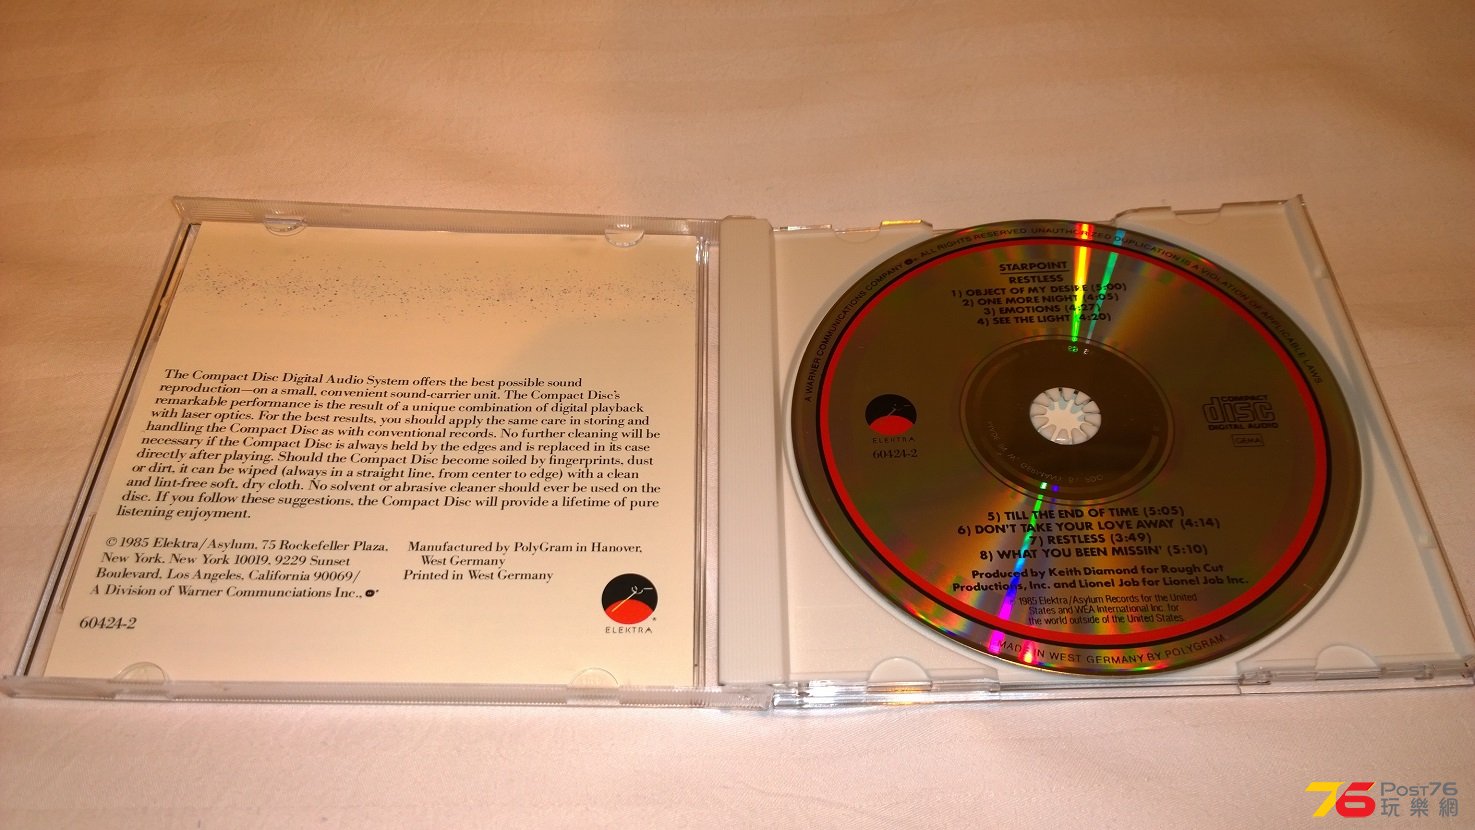 The Compact Disc Digital Audio System offers the best possible sound
reproduction—on a small, convenient sound-carrier unit. The Compact Disc's
remarkable performance is the result of a unique combination of digital playback
with laser optics. For the best results, you should apply the same care in storing and
handling the Compact Disc as with conventional records. No further cleaning will be
necessary if the Compact Disc is always held by the edges and is replaced in its case
directly after playing. Should the Compact Disc become soiled by fingerprints, dust
or dirt, it can be wiped (always in a straight line, from center to edge) with a clean
and lint-free soft, dry cloth. No solvent or abrasive cleaner should ever be used on the
disc. If you follow these suggestions, the Compact Disc will provide a lifetime of pure
listening enjoyment.
© 1985 Elektra/Asylum, 75 Rockefeller Plaza,
New York, New York 10019, 9229 Sunset
Boulevard, Los Angeles, California 90069/
A Division of Warner Communciations Inc.,
60424-2
Manufactured by PolyGram in Hanover,
West Germany
Printed in West Germany
ELEKTRA
A WARNER COMMUNICATIONS COMPANY ALL RIGHTS RESERVED UNAUTHORIZED DUPLICATION IS A VIOLATION OF APPLICABLE LAWS
STARPOINT
RESTLESS
1) OBJECT OF MY DESIRE (5:00)
2) ONE MORE NIGHT (4:05)
3) EMOTIONS (4:27)
4) SEE THE LIGHT (4:20)
ELEKTRA
60424-2
COMPACT
disc
DIGITAL AUDIO
GEMA
MADE IN W. GERMANY
5) TILL THE END OF TIME (5:05)
6) DON'T TAKE YOUR LOVE AWAY (4:14)
7) RESTLESS (3:49)
8) WHAT YOU BEEN MISSIN' (5:10)
Produced by Keith Diamond for Rough Cut
Productions, Inc. and Lionel Job for Lionel Job Inc.
1985 Elektra/Asylum Records for the United
States and WEA International Inc. for
the world outside of the United States.
MADE IN WEST GERMANY BY POLYGRAM
76 Post76
玩樂網